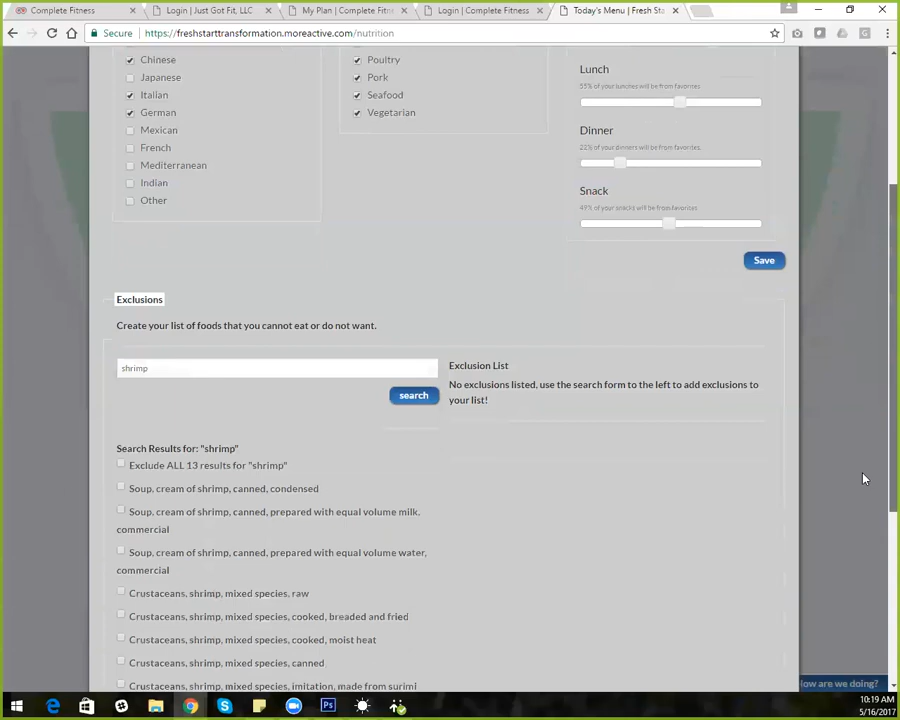 Complete Fitness
Login | Just Got Fit, LLC
My Plan | Complete Fitn
Login | Complete Fitness
Today's Menu | Fresh Sta
Secure https://freshstarttransformation.moreactive.com/nutrition
Chinese
Japanese
Italian
German
Mexican
French
Mediterranean
Indian
Other
Poultry
Pork
Seafood
Vegetarian
Lunch
55% of your lunches will be from favorites
Dinner
22% of your dinners will be from favorites.
Snack
49% of your snacks will be from favorites
Save
Exclusions
Create your list of foods that you cannot eat or do not want.
shrimp
search
Exclusion List
No exclusions listed, use the search form to the left to add exclusions to
your list!
Search Results for: "shrimp"
Exclude ALL 13 results for "shrimp"
Soup, cream of shrimp, canned, condensed
Soup, cream of shrimp, canned, prepared with equal volume milk,
commercial
Soup, cream of shrimp, canned, prepared with equal volume water,
commercial
Crustaceans, shrimp, mixed species, raw
Crustaceans, shrimp, mixed species, cooked, breaded and fried
Crustaceans, shrimp, mixed species, cooked, moist heat
Crustaceans, shrimp, mixed species, canned
Crustaceans, shrimp, mixed species, imitation, made from surimi
How are we doing?
Ps
10:19 AM
5/16/2017